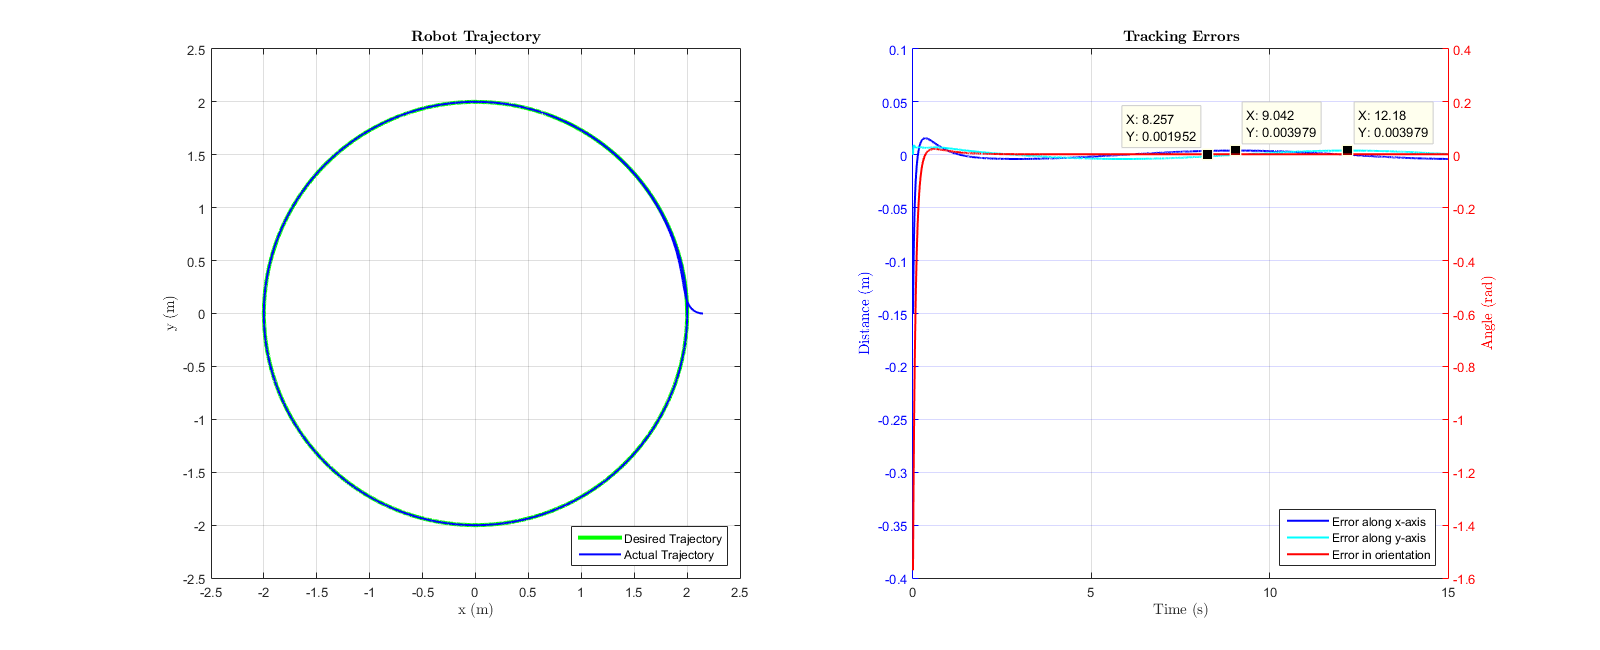 Robot Trajectory
2.5
2
1.5
1
0.5
0
-0.5
-1
-1.5
-2
-2.5
y (m)
-2.5 -2 -1.5 -1 -0.5 0 0.5 1 1.5 2 2.5
x (m)
Desired Trajectory
Actual Trajectory
Tracking Errors
0.1
0.05
0
-0.05
-0.1
-0.15
-0.2
-0.25
-0.3
-0.35
-0.4
Distance (m)
X: 8.257
Y: 0.001952
X: 9.042
Y: 0.003979
X: 12.18
Y: 0.003979
0.4
0.2
0
-0.2
-0.4
-0.6
-0.8
-1
-1.2
-1.4
-1.6
Angle (rad)
Error along x-axis
Error along y-axis
Error in orientation
0 5 10 15
Time (s)